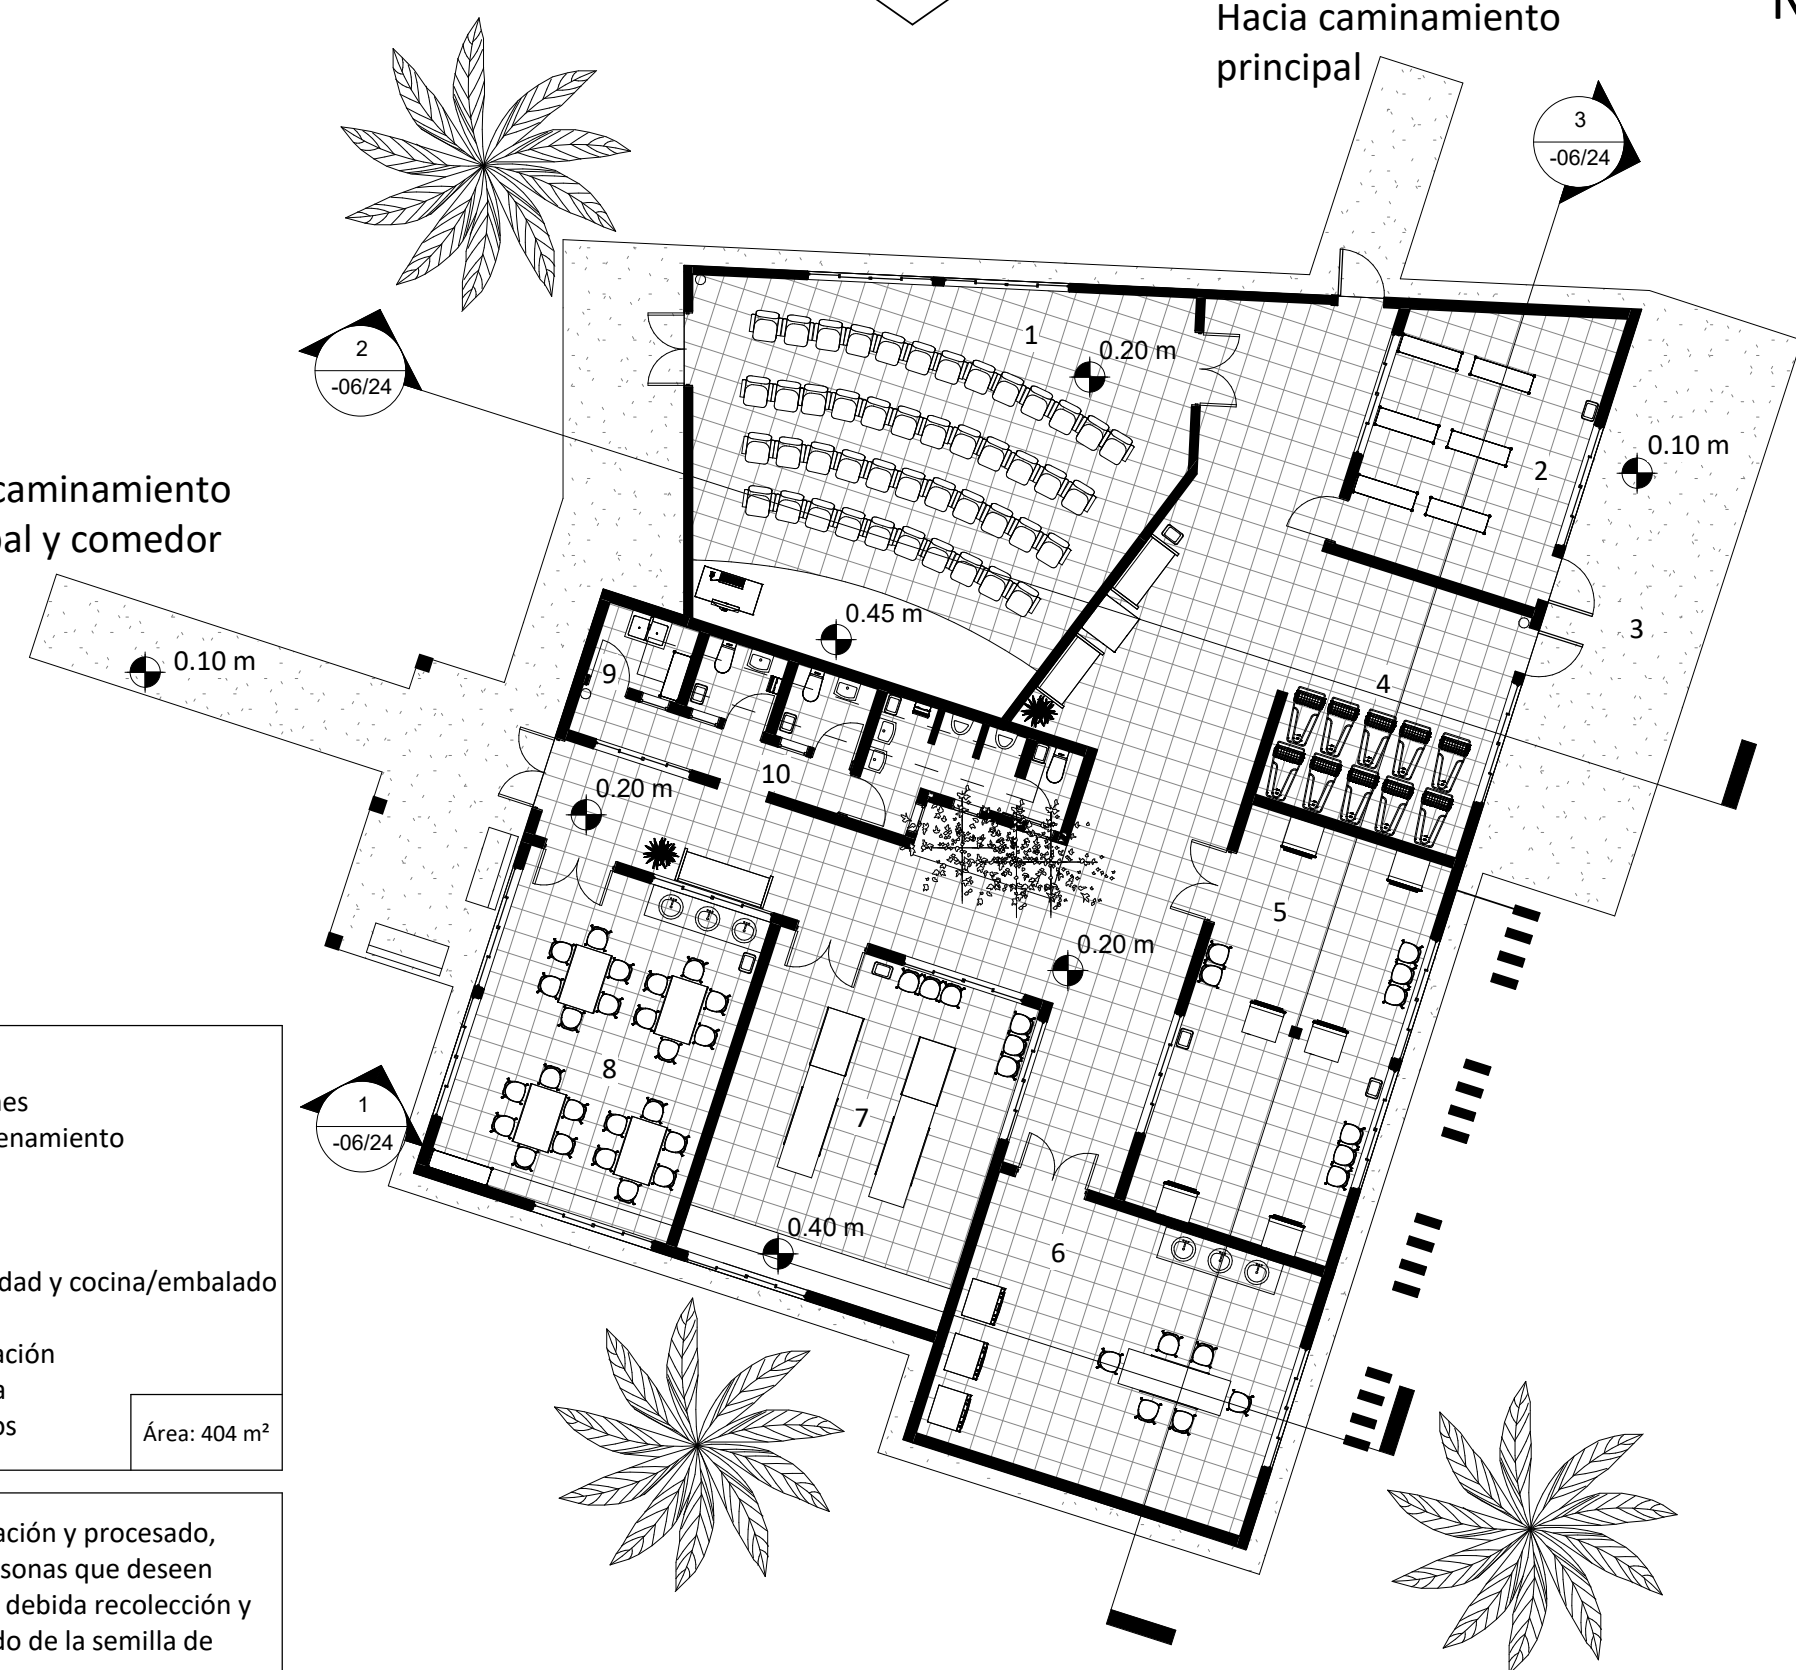 Hacia caminamiento
principal
3
-06/24
1
0.20 m
2
-06/24
0.10 m
2
caminamiento
pal y comedor
0.45 m
3
0.10 m
9
4
10
0.20 m
5
0.20 m
8
7
1
-06/24
0.40 m
6
nes
enamiento
dad y cocina/embalado
ación
a
os
Área: 404 m²
ación y procesado,
sonas que deseen
debida recolección y
do de la semilla de